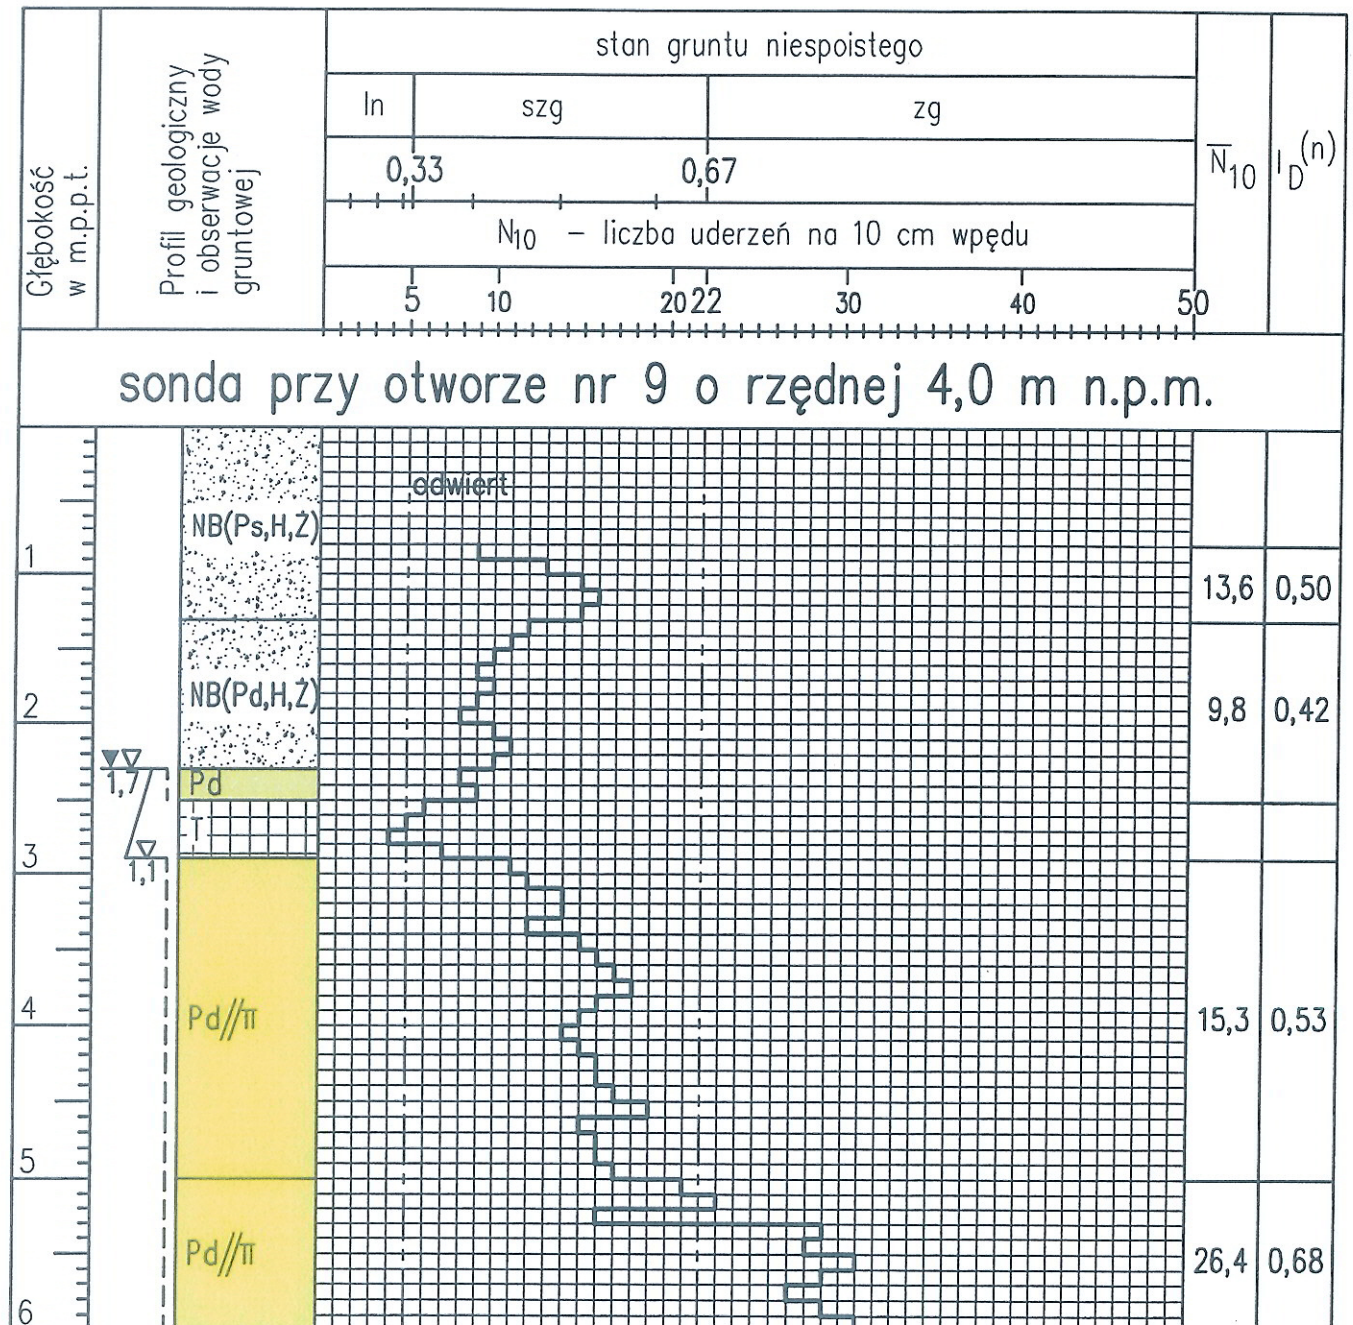 Głębokość
w m.p.p.t.
Profil geologiczny
i obserwacje wody
gruntowej
stan gruntu niespoistego
ln szg zg
0,33 0,67
N10 – liczba uderzeń na 10 cm wpędu
5 10 20 22 30 40 50
N̅10
ID(n)
sonda przy otworze nr 9 o rzędnej 4,0 m n.p.m.
odwiert
NB(Ps,H,Ż)
1
13,6 0,50
NB(Pd,H,Ż)
2
9,8 0,42
1,7
Pd
T
3
1,1
4
Pd//π
15,3 0,53
5
Pd//π
26,4 0,68
6